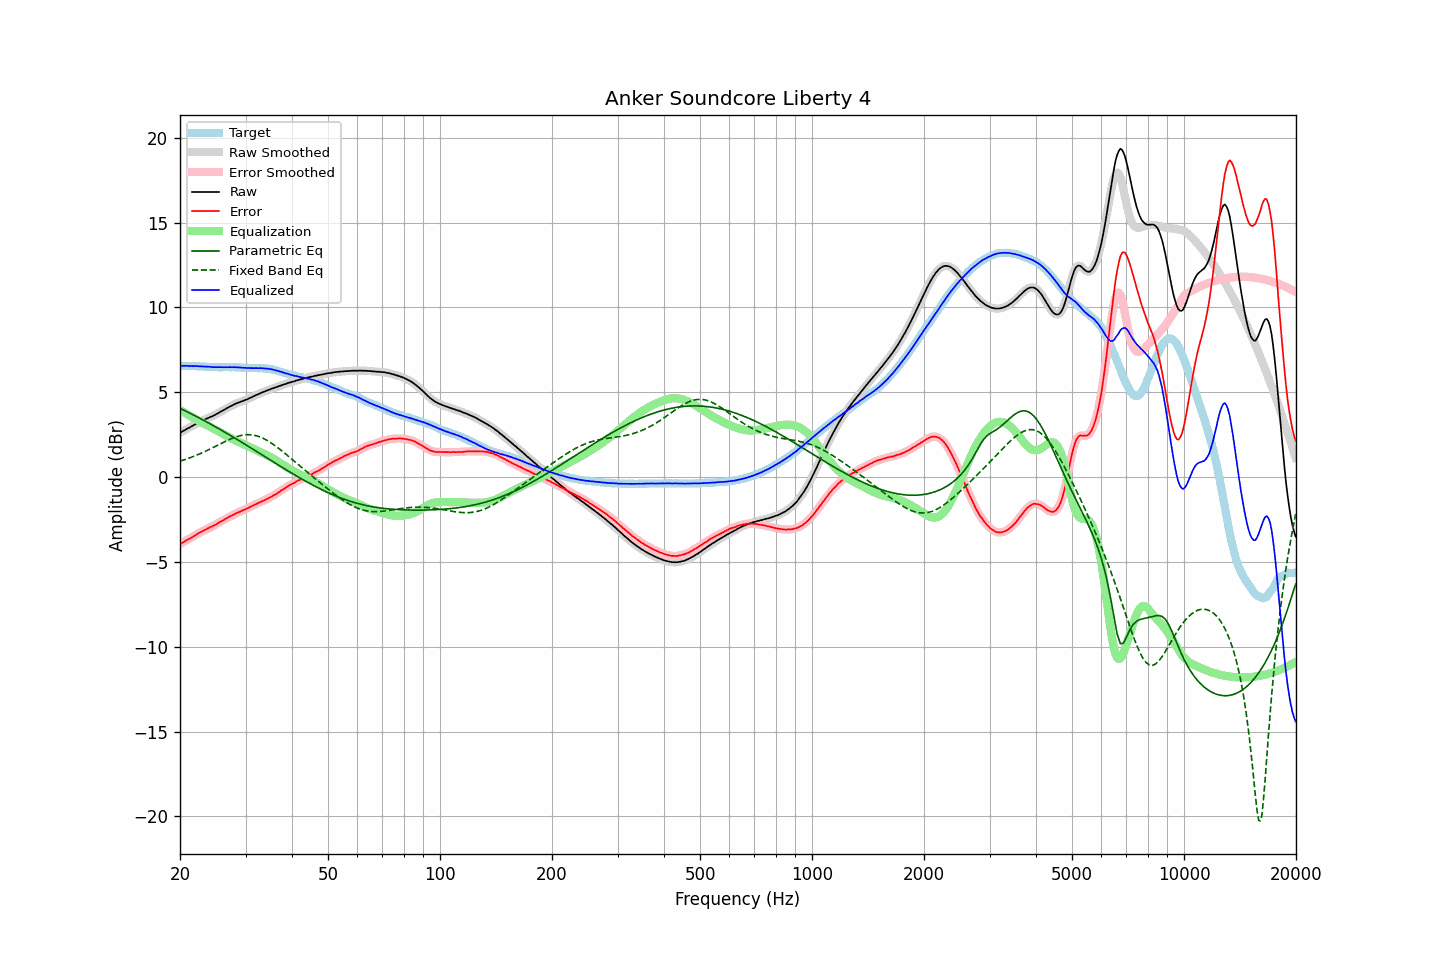 Anker Soundcore Liberty 4
Target
Raw Smoothed
Error Smoothed
Raw
Error
Equalization
Parametric Eq
Fixed Band Eq
Equalized
20
15
10
5
0
−5
−10
−15
−20
Amplitude (dBr)
20 50 100 200 500 1000 2000 5000 10000 20000
Frequency (Hz)